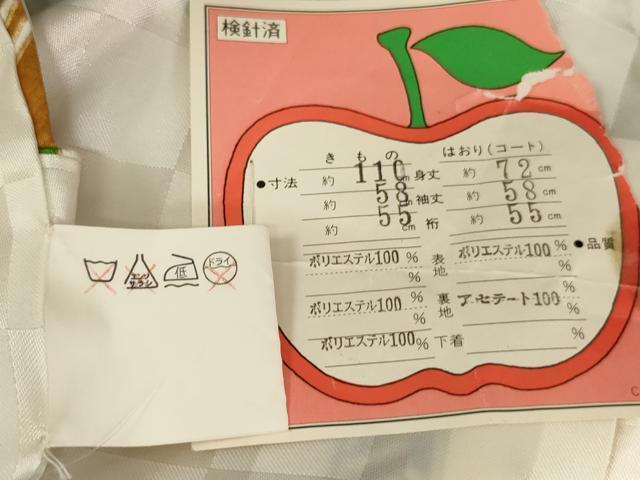 検針済
きもの
はおり(コート)
●寸法
約 110 cm 身丈 約 72 cm
約 58 cm 袖丈 約 58 cm
約 55 cm 裄 約 55 cm
●品質
ポリエステル100 % 表地 ポリエステル100 %
% %
ポリエステル100 % 裏地 アセテート100 %
% %
ポリエステル100 % 下着 %
エンソ サラシ 低 ドライ
C